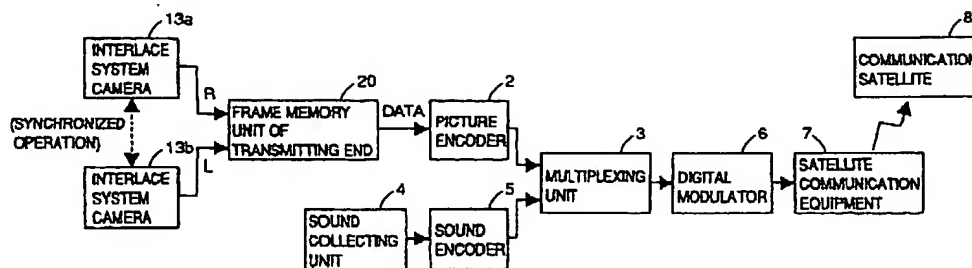 13a
INTERLACE
SYSTEM
CAMERA
(SYNCHRONIZED
OPERATION)
13b
INTERLACE
SYSTEM
CAMERA
R
L
20
FRAME MEMORY
UNIT OF
TRANSMITTING END
DATA
2
PICTURE
ENCODER
4
SOUND
COLLECTING
UNIT
5
SOUND
ENCODER
3
MULTIPLEXING
UNIT
6
DIGITAL
MODULATOR
7
SATELLITE
COMMUNICATION
EQUIPMENT
8
COMMUNICATION
SATELLITE